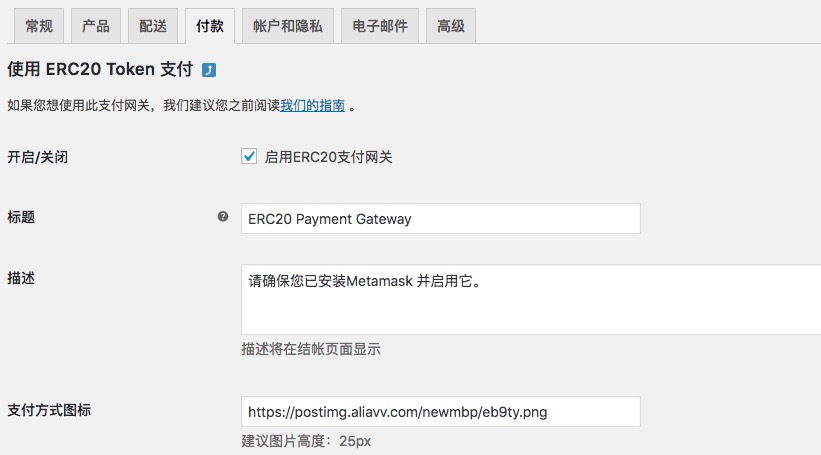 常规 产品 配送 付款 帐户和隐私 电子邮件 高级
使用 ERC20 Token 支付
如果您想使用此支付网关，我们建议您之前阅读我们的指南 。
开启/关闭 启用ERC20支付网关
标题 ERC20 Payment Gateway
描述 请确保您已安装Metamask 并启用它。
描述将在结帐页面显示
支付方式图标 https://postimg.aliavv.com/newmbp/eb9ty.png
建议图片高度：25px